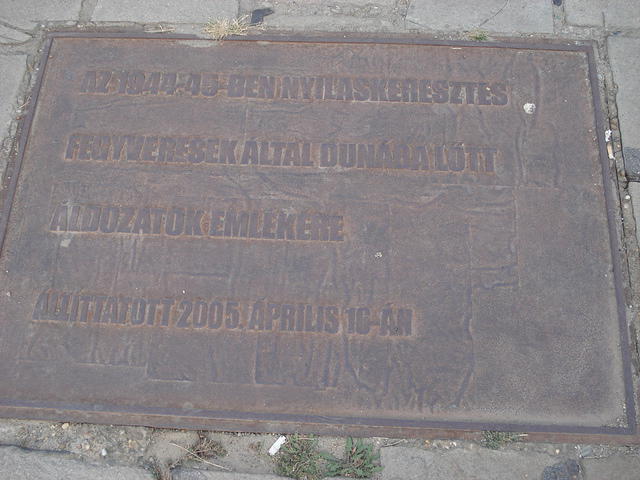 AZ 1944-45-BEN NYILASKERESZTES
FEGYVERESEK ÁLTAL DUNÁBA LŐTT
ÁLDOZATOK EMLÉKÉRE
ÁLLÍTTATOTT 2005. ÁPRILIS 16-ÁN